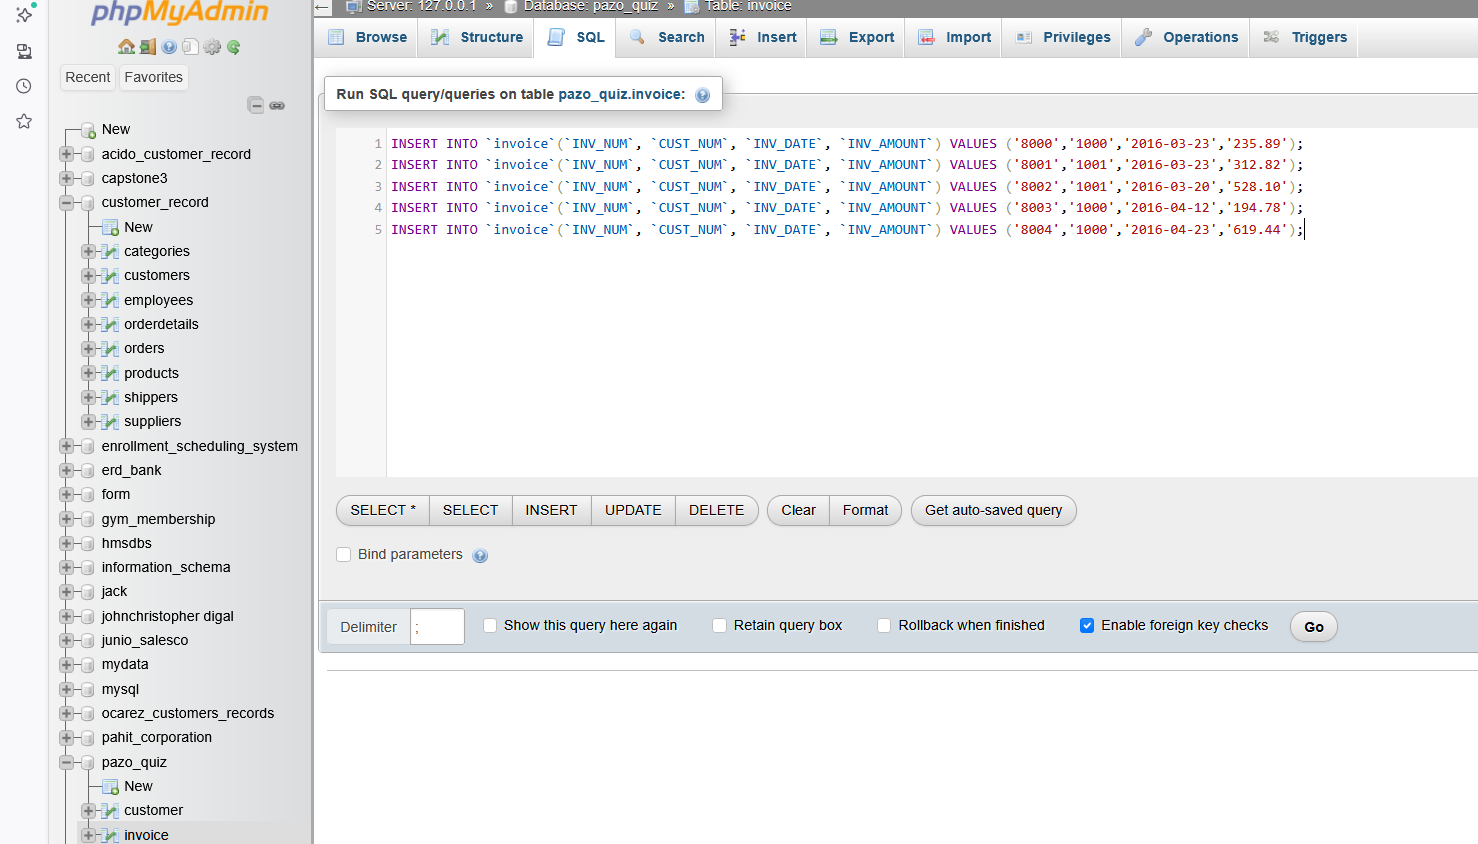 phpMyAdmin
Recent Favorites
New
acido_customer_record
capstone3
customer_record
New
categories
customers
employees
orderdetails
orders
products
shippers
suppliers
enrollment_scheduling_system
erd_bank
form
gym_membership
hmsdbs
information_schema
jack
johnchristopher digal
junio_salesco
mydata
mysql
ocarez_customers_records
pahit_corporation
pazo_quiz
New
customer
invoice
Server: 127.0.0.1 » Database: pazo_quiz » Table: invoice
Browse Structure SQL Search Insert Export Import Privileges Operations Triggers
Run SQL query/queries on table pazo_quiz.invoice:
1 INSERT INTO `invoice`(`INV_NUM`, `CUST_NUM`, `INV_DATE`, `INV_AMOUNT`) VALUES ('8000','1000','2016-03-23','235.89');
2 INSERT INTO `invoice`(`INV_NUM`, `CUST_NUM`, `INV_DATE`, `INV_AMOUNT`) VALUES ('8001','1001','2016-03-23','312.82');
3 INSERT INTO `invoice`(`INV_NUM`, `CUST_NUM`, `INV_DATE`, `INV_AMOUNT`) VALUES ('8002','1001','2016-03-20','528.10');
4 INSERT INTO `invoice`(`INV_NUM`, `CUST_NUM`, `INV_DATE`, `INV_AMOUNT`) VALUES ('8003','1000','2016-04-12','194.78');
5 INSERT INTO `invoice`(`INV_NUM`, `CUST_NUM`, `INV_DATE`, `INV_AMOUNT`) VALUES ('8004','1000','2016-04-23','619.44');
SELECT * SELECT INSERT UPDATE DELETE Clear Format Get auto-saved query
Bind parameters
Delimiter ; Show this query here again Retain query box Rollback when finished Enable foreign key checks Go